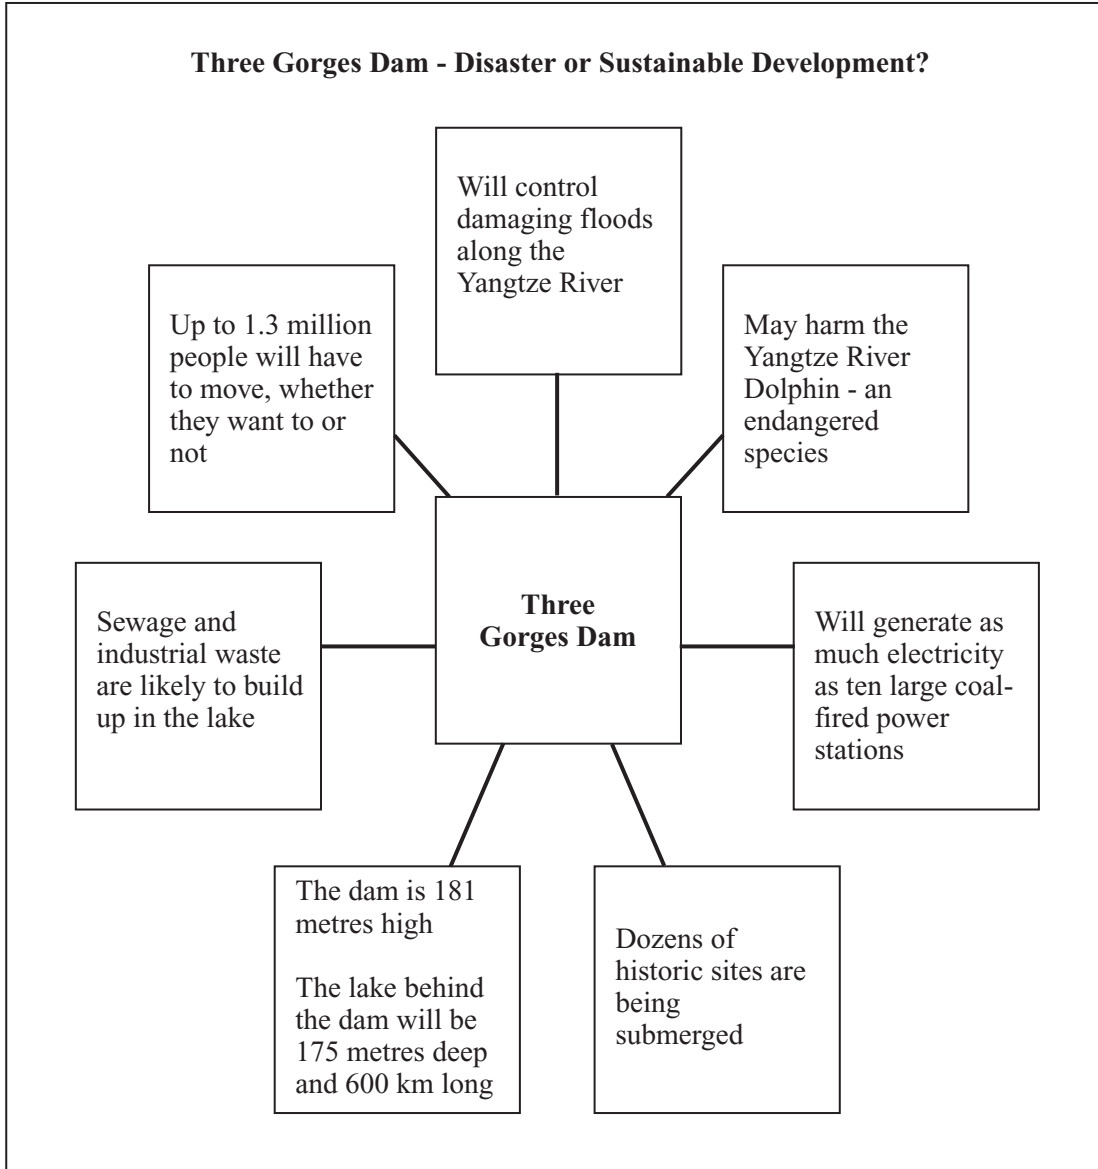 Three Gorges Dam - Disaster or Sustainable Development?
Will control
damaging floods
along the
Yangtze River
Up to 1.3 million
people will have
to move, whether
they want to or
not
May harm the
Yangtze River
Dolphin - an
endangered
species
Sewage and
industrial waste
are likely to build
up in the lake
Three
Gorges Dam
Will generate as
much electricity
as ten large coal-
fired power
stations
The dam is 181
metres high
The lake behind
the dam will be
175 metres deep
and 600 km long
Dozens of
historic sites are
being
submerged